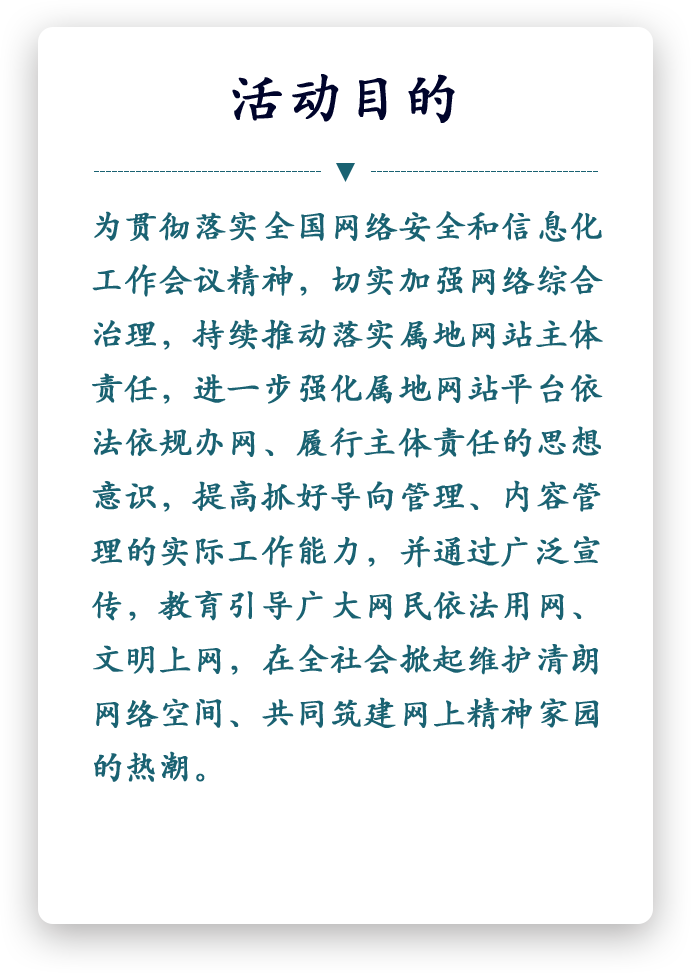 活动目的
为贯彻落实全国网络安全和信息化
工作会议精神，切实加强网络综合
治理，持续推动落实属地网站主体
责任，进一步强化属地网站平台依
法依规办网、履行主体责任的思想
意识，提高抓好导向管理、内容管
理的实际工作能力，并通过广泛宣
传，教育引导广大网民依法用网、
文明上网，在全社会掀起维护清朗
网络空间、共同筑建网上精神家园
的热潮。